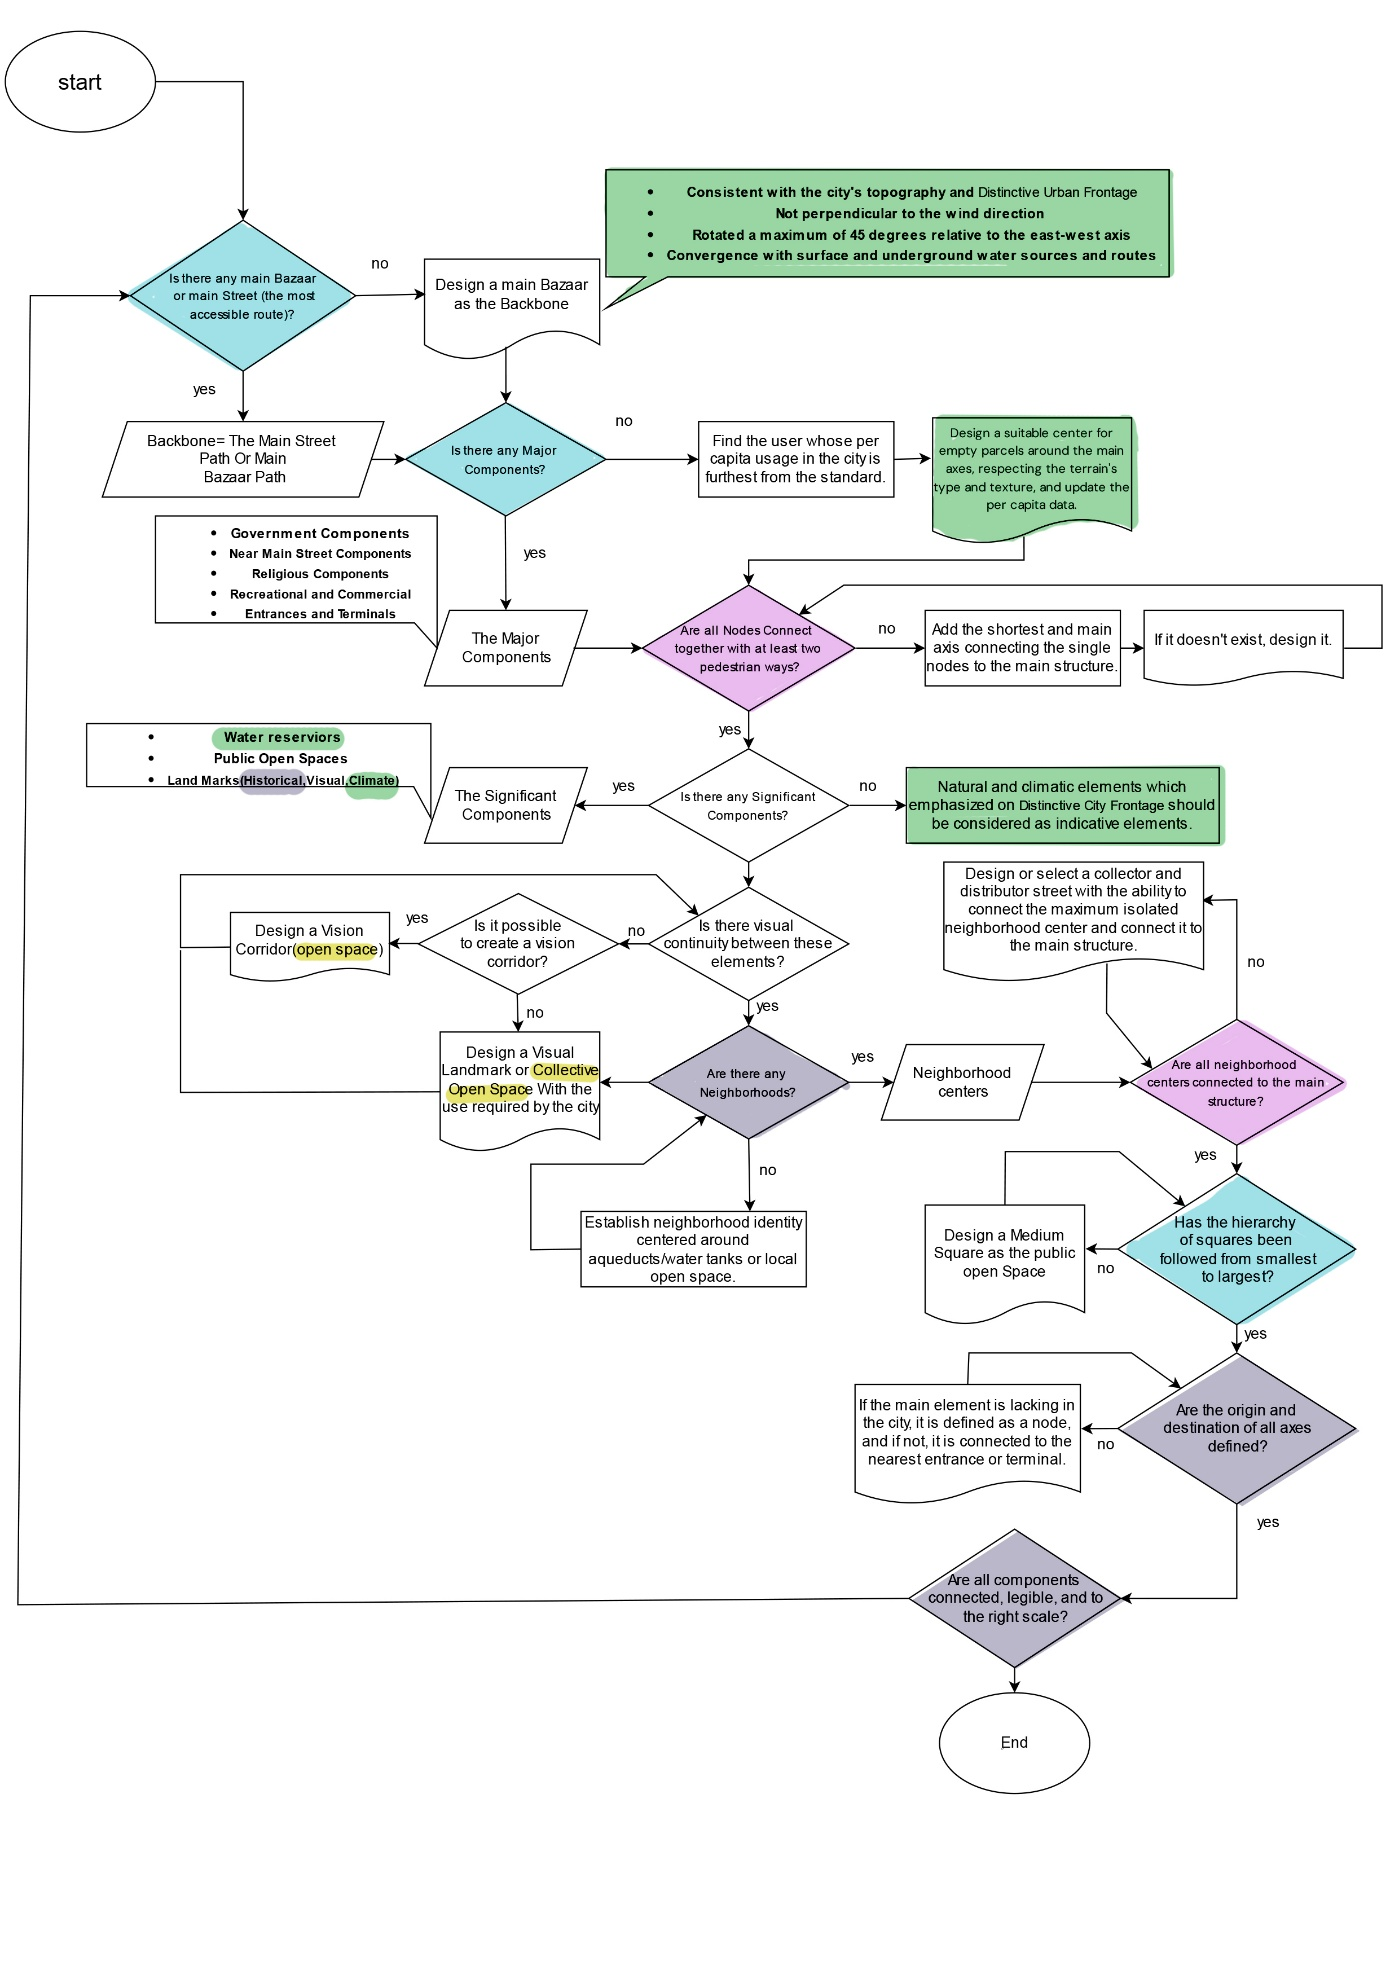 start
Consistent with the city's topography and Distinctive Urban Frontage
Not perpendicular to the wind direction
Rotated a maximum of 45 degrees relative to the east-west axis
Convergence with surface and underground water sources and routes
Is there any main Bazaar
or main Street (the most
accessible route)?
no
Design a main Bazaar
as the Backbone
yes
Backbone= The Main Street
Path Or Main
Bazaar Path
Is there any Major
Components?
no
Find the user whose per
capita usage in the city is
furthest from the standard.
Design a suitable center for
empty parcels around the main
axes, respecting the terrain's
type and texture, and update the
per capita data.
yes
Government Components
Near Main Street Components
Religious Components
Recreational and Commercial
Entrances and Terminals
The Major
Components
Are all Nodes Connect
together with at least two
pedestrian ways?
no
Add the shortest and main
axis connecting the single
nodes to the main structure.
If it doesn't exist, design it.
yes
Water reserviors
Public Open Spaces
Land Marks(Historical,Visual,Climate)
The Significant
Components
yes
Is there any Significant
Components?
no
Natural and climatic elements which
emphasized on Distinctive City Frontage should
be considered as indicative elements.
Design or select a collector and
distributor street with the ability to
connect the maximum isolated
neighborhood center and connect it to
the main structure.
Design a Vision
Corridor(open space)
yes
Is it possible
to create a vision
corridor?
no
Is there visual
continuity between these
elements?
no
no
yes
Design a Visual
Landmark or Collective
Open Space With the
use required by the city
Are there any
Neighborhoods?
yes
Neighborhood
centers
Are all neighborhood
centers connected to the main
structure?
no
yes
Establish neighborhood identity
centered around
aqueducts/water tanks or local
open space.
Design a Medium
Square as the public
open Space
no
Has the hierarchy
of squares been
followed from smallest
to largest?
yes
If the main element is lacking in
the city, it is defined as a node,
and if not, it is connected to the
nearest entrance or terminal.
no
Are the origin and
destination of all axes
defined?
yes
Are all components
connected, legible, and to
the right scale?
End